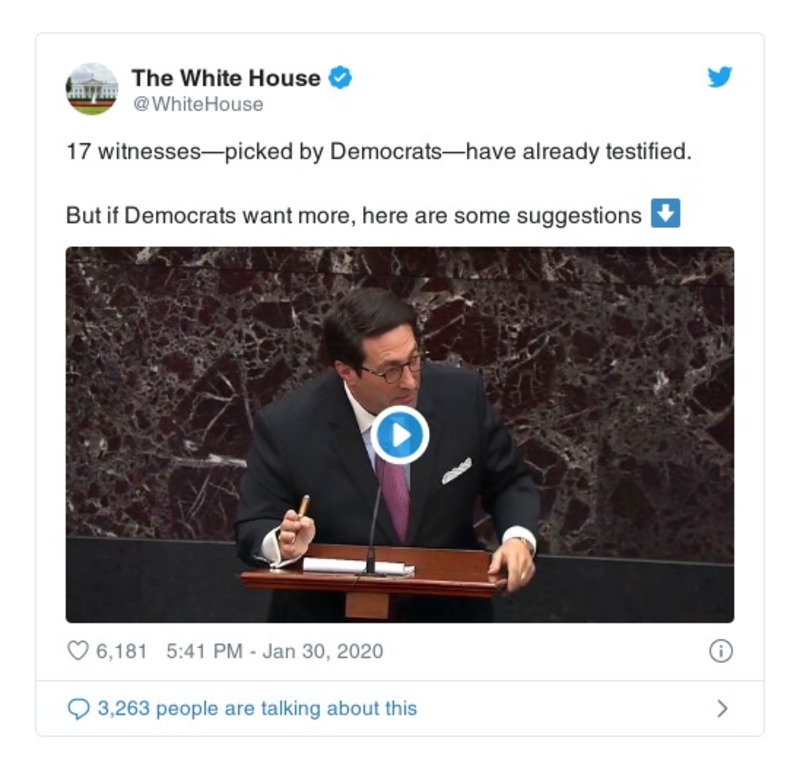 The White House
@WhiteHouse
17 witnesses—picked by Democrats—have already testified.
But if Democrats want more, here are some suggestions ⬇️
6,181 5:41 PM - Jan 30, 2020
3,263 people are talking about this